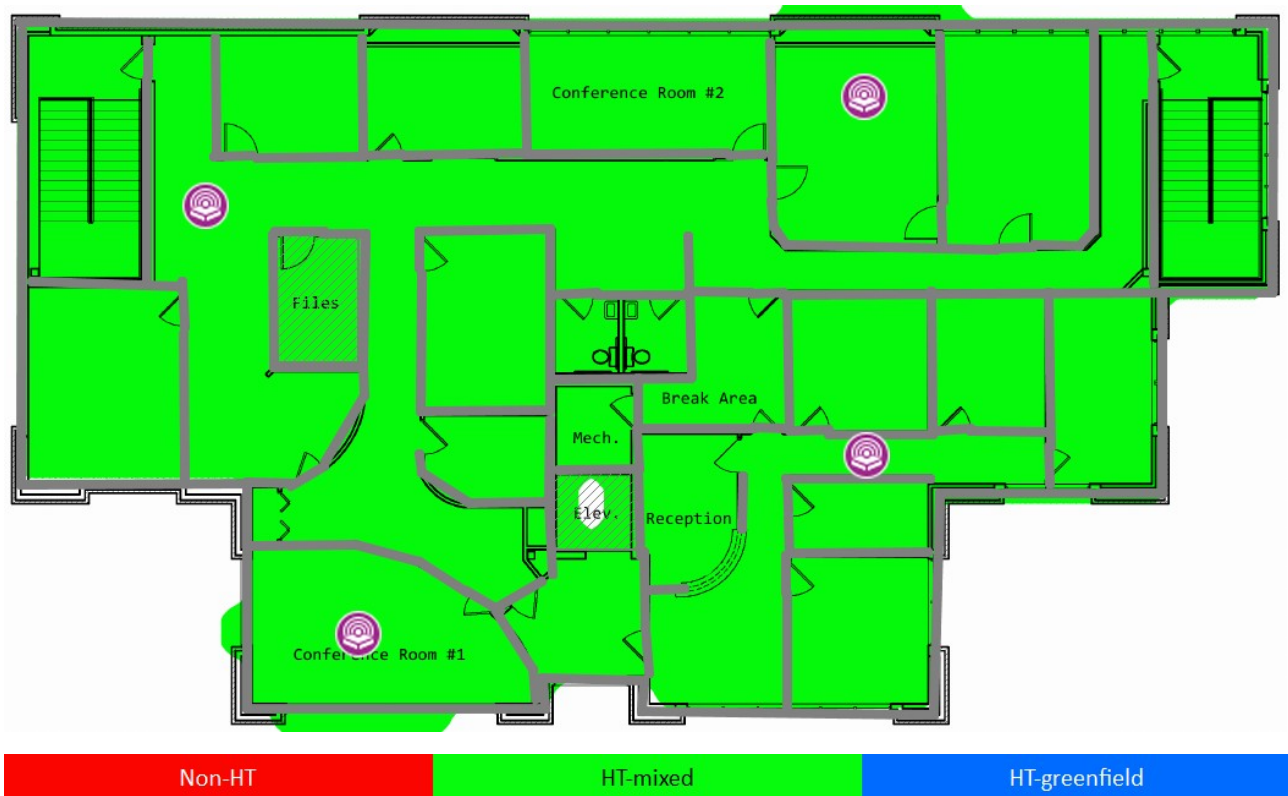 Conference Room #2
Files
Break Area
Mech.
Elev.
Reception
Conference Room #1
Non-HT
HT-mixed
HT-greenfield